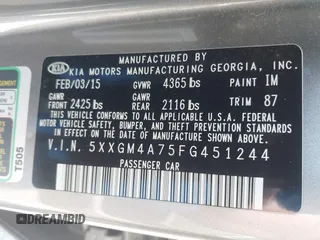 MANUFACTURED BY
KIA KIA MOTORS MANUFACTURING GEORGIA, INC.
FEB/03/15 GVWR 4365 lbs PAINT IM
GAWR FRONT 2425 lbs GAWR REAR 2116 lbs TRIM 87
THIS VEHICLE CONFORMS TO ALL APPLICABLE U.S. FEDERAL
MOTOR VEHICLE SAFETY, BUMPER, AND THEFT PREVENTION
STANDARDS IN EFFECT ON THE DATE OF MANUFACTURE SHOWN ABOVE.
V.I.N. 5XXGM4A75FG451244
PASSENGER CAR
T505
DREAMBID